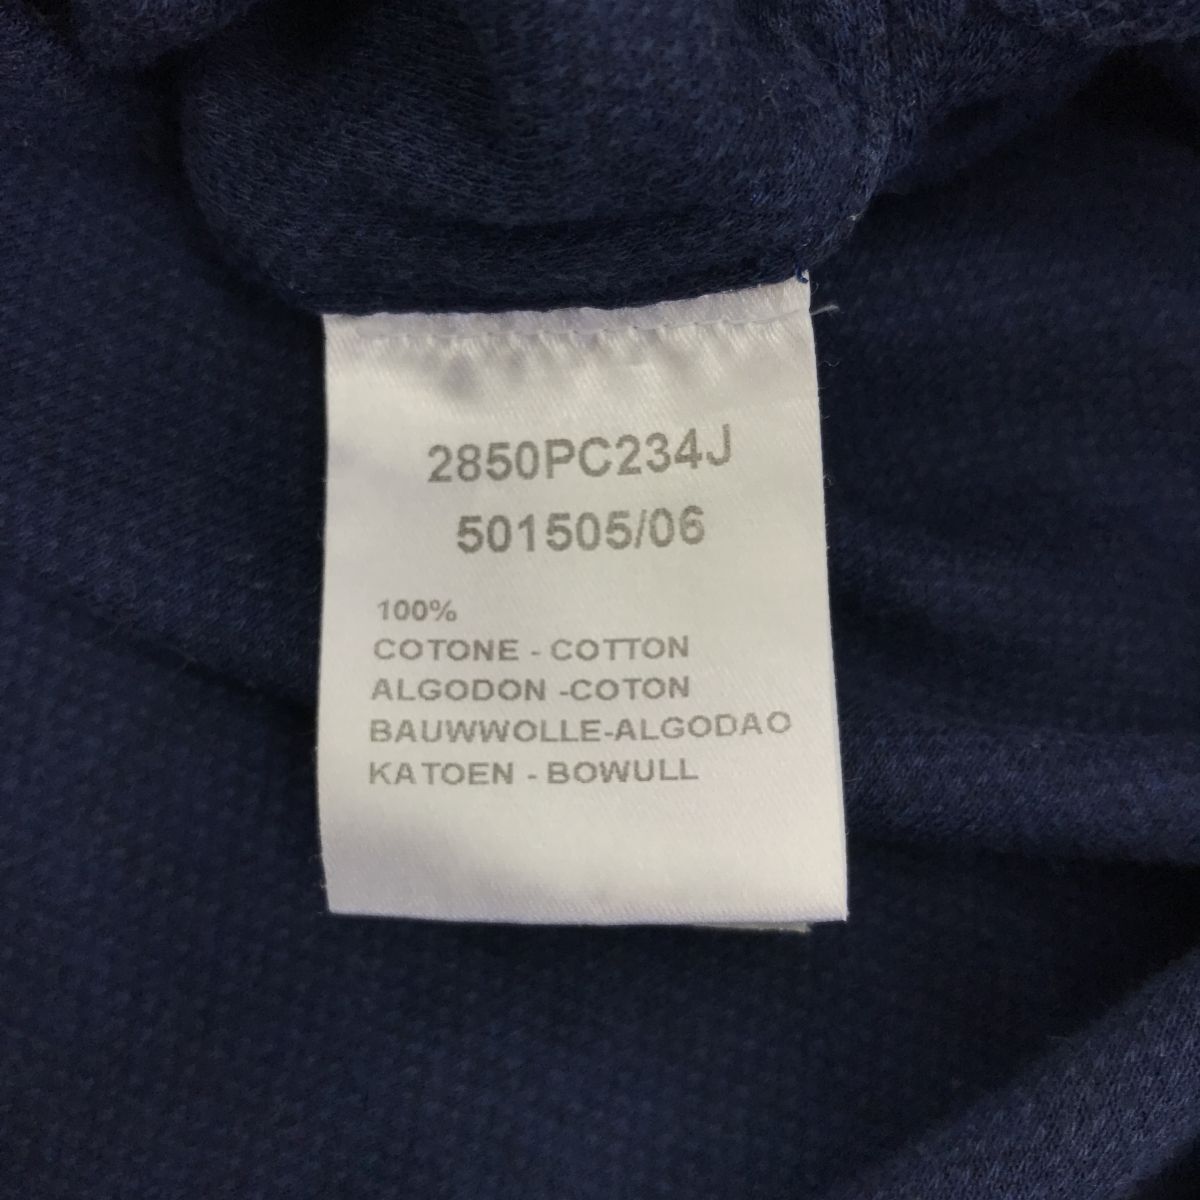 2850PC234J
501505/06
100%
COTONE - COTTON
ALGODON -COTON
BAUWWOLLE-ALGODAO
KATOEN - BOWULL